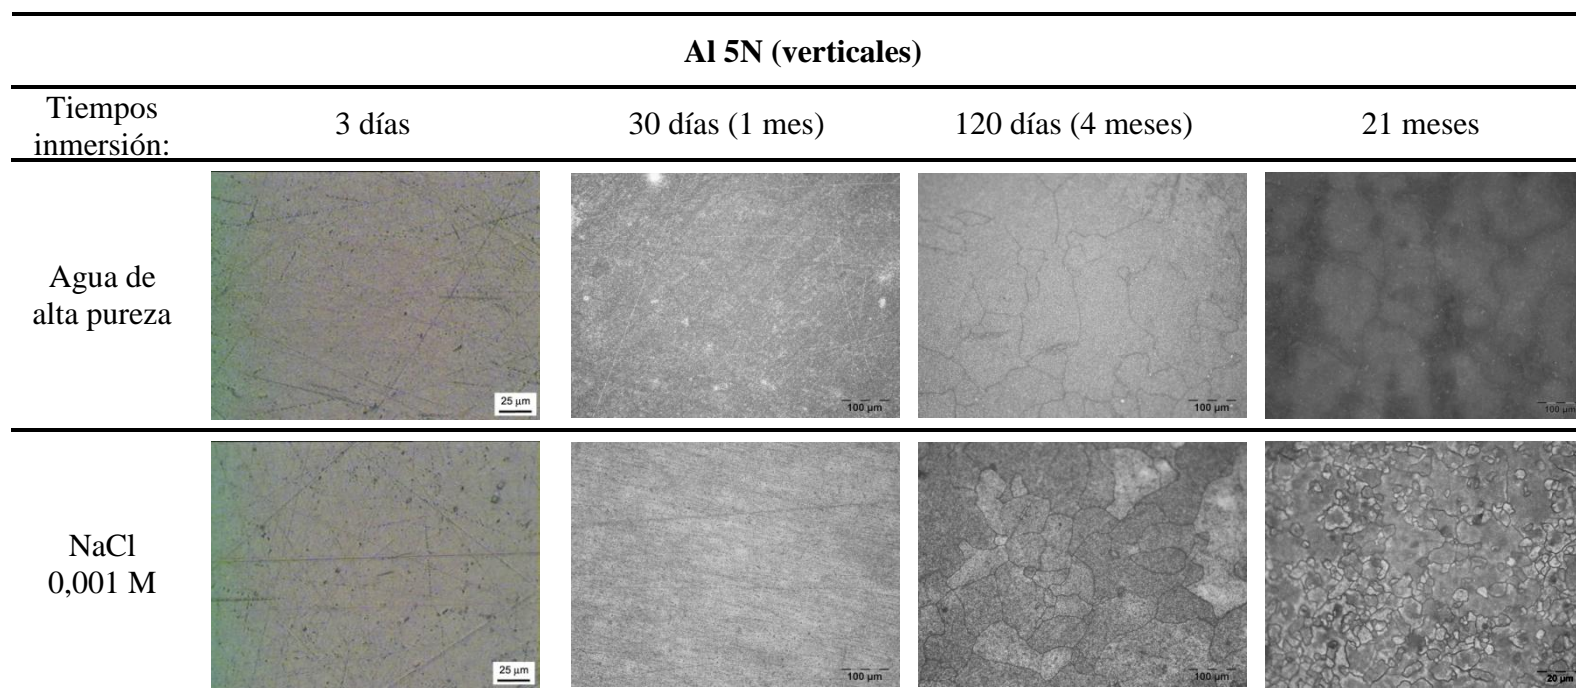 Al 5N (verticales)
Tiempos
inmersión:
3 días
30 días (1 mes)
120 días (4 meses)
21 meses
Agua de
alta pureza
25 µm
100 µm
100 µm
100 µm
NaCl
0,001 M
25 µm
100 µm
100 µm
20 µm